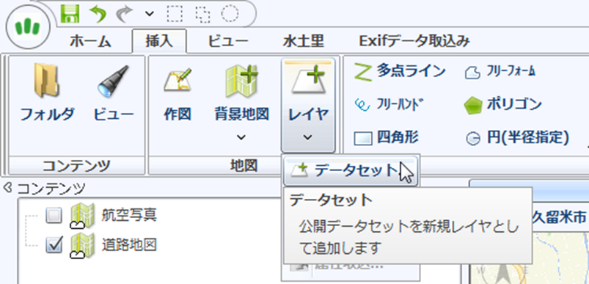 ホーム 挿入 ビュー 水土里 Exifデータ取込み
フォルダ ビュー 作図 背景地図 レイヤ
多点ライン ﾌﾘｰﾌｫｰﾑ
ﾌﾘｰﾊﾝﾄﾞ ポリゴン
四角形 円(半径指定)
コンテンツ 地図
データセット
コンテンツ
データセット
公開データセットを新規レイヤとし
て追加します
航空写真
道路地図
久留米市